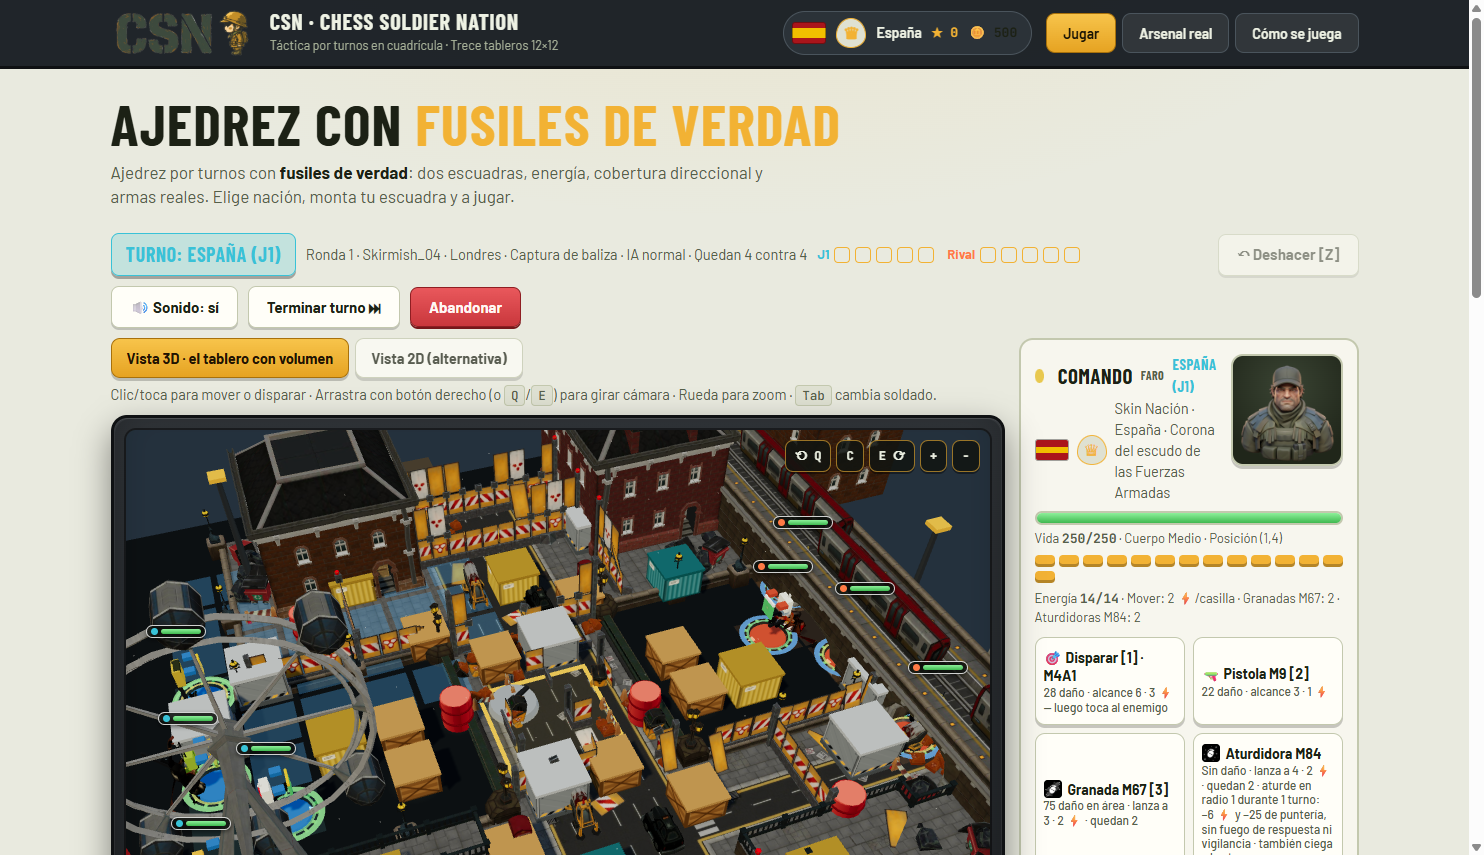 CSN
CSN · CHESS SOLDIER NATION
Táctica por turnos en cuadrícula · Trece tableros 12×12
España ★ 0 500
Jugar
Arsenal real
Cómo se juega
AJEDREZ CON FUSILES DE VERDAD
Ajedrez por turnos con fusiles de verdad: dos escuadras, energía, cobertura direccional y
armas reales. Elige nación, monta tu escuadra y a jugar.
TURNO: ESPAÑA (J1)
Ronda 1 · Skirmish_04 · Londres · Captura de baliza · IA normal · Quedan 4 contra 4
J1
Rival
↶ Deshacer [Z]
Sonido: sí
Terminar turno ⏭
Abandonar
Vista 3D · el tablero con volumen
Vista 2D (alternativa)
Clic/toca para mover o disparar · Arrastra con botón derecho (o Q / E ) para girar cámara · Rueda para zoom · Tab cambia soldado.
⟲ Q
C
E ⟳
+
-
COMANDO FARO ESPAÑA
(J1)
Skin Nación ·
España · Corona
del escudo de
las Fuerzas
Armadas
Vida 250/250 · Cuerpo Medio · Posición (1,4)
Energía 14/14 · Mover: 2 ⚡/casilla · Granadas M67: 2 ·
Aturdidoras M84: 2
Disparar [1] ·
M4A1
28 daño · alcance 6 · 3 ⚡
— luego toca al enemigo
Pistola M9 [2]
22 daño · alcance 3 · 1 ⚡
Granada M67 [3]
75 daño en área · lanza a
3 · 2 ⚡ · quedan 2
Aturdidora M84
Sin daño · lanza a 4 · 2 ⚡
· quedan 2 · aturde en
radio 1 durante 1 turno:
−6 ⚡ y −25 de puntería,
sin fuego de respuesta ni
vigilancia · también ciega